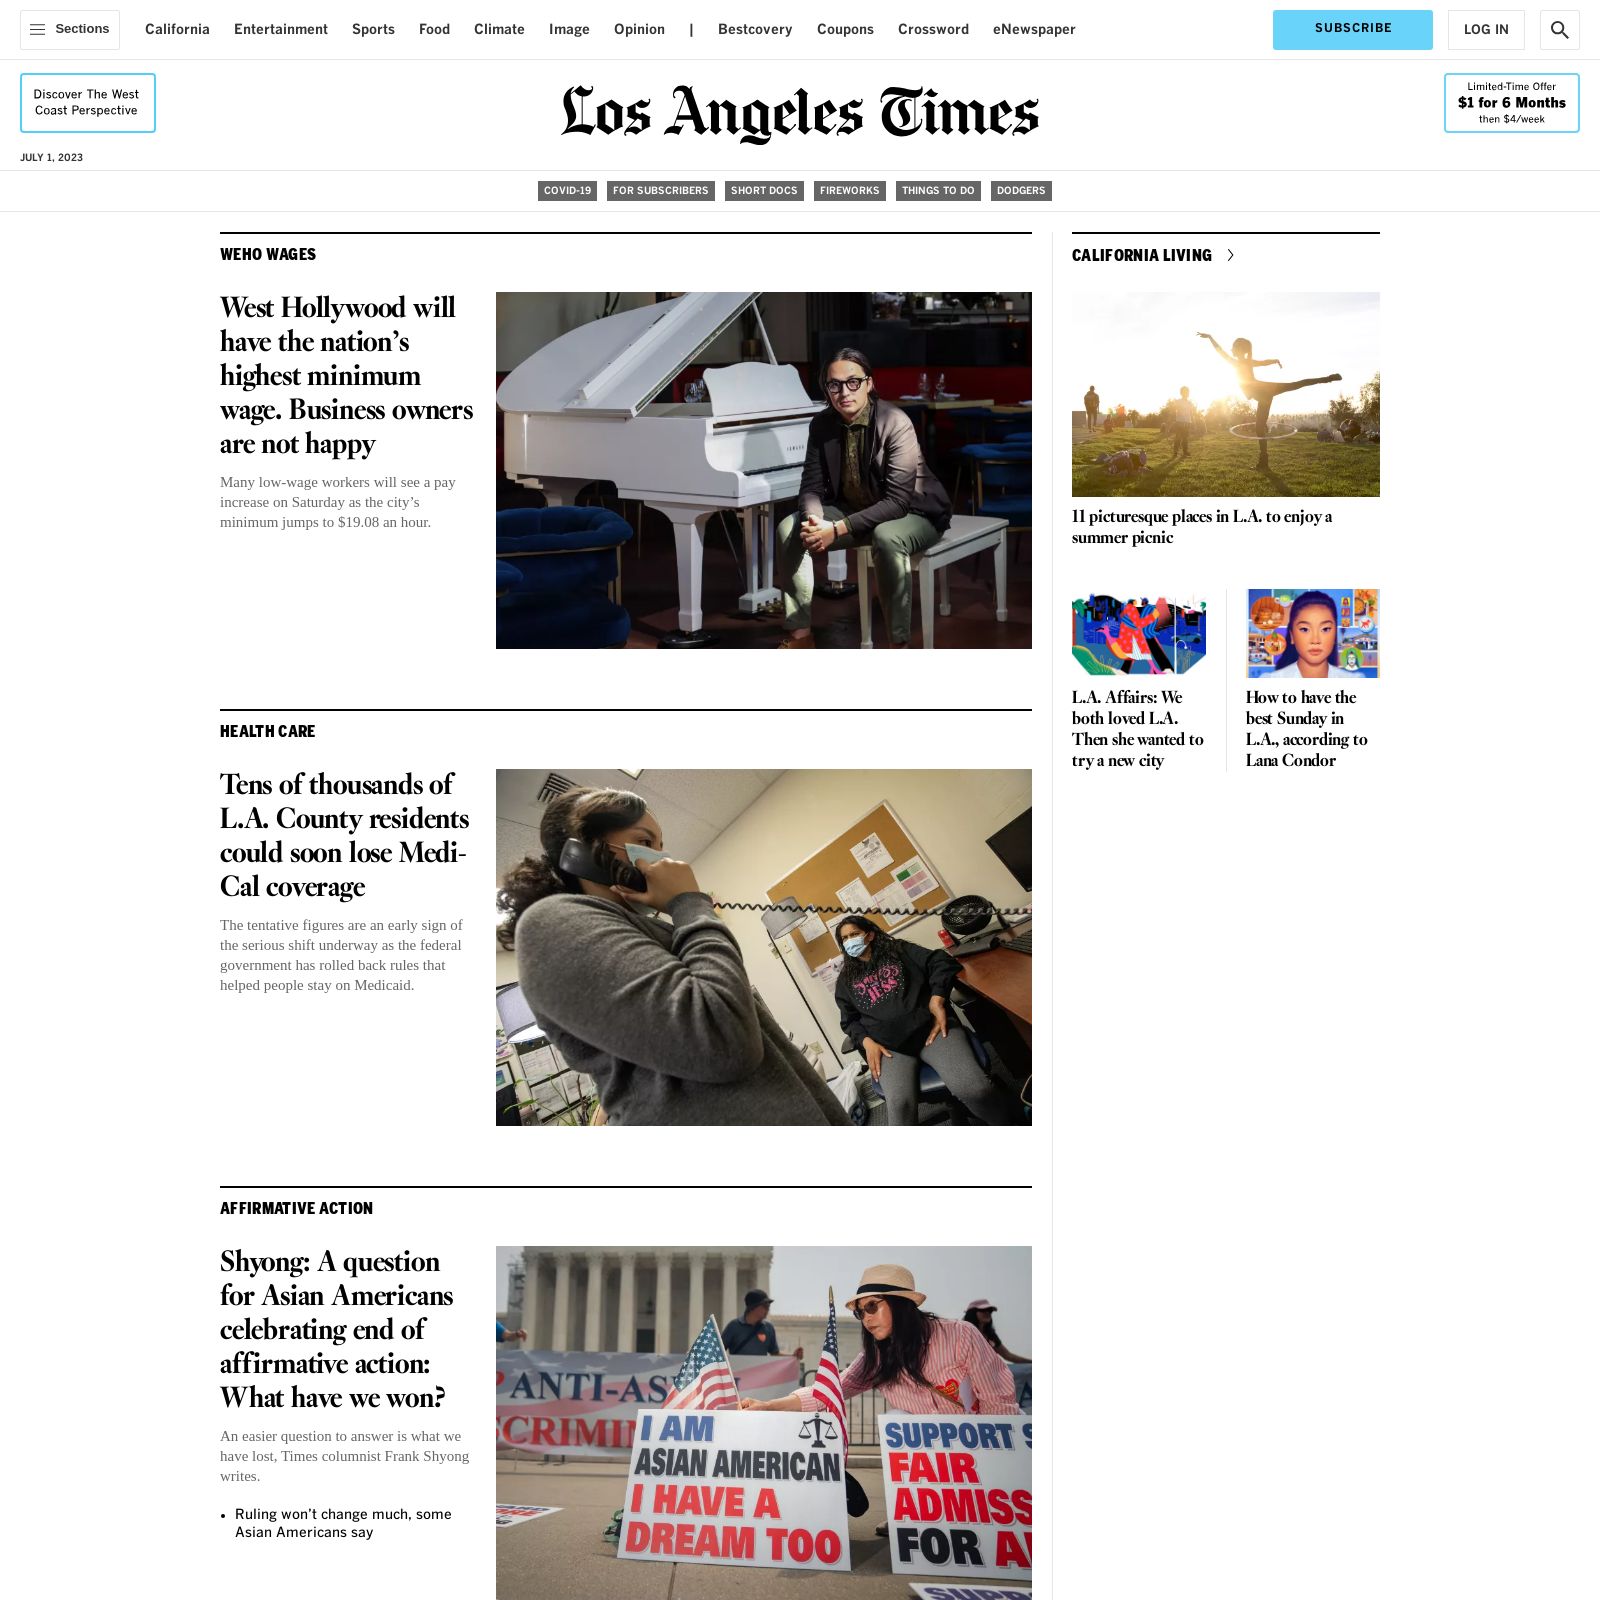 Sections
California Entertainment Sports Food Climate Image Opinion | Bestcovery Coupons Crossword eNewspaper
SUBSCRIBE
LOG IN
Discover The West
Coast Perspective
Los Angeles Times
Limited-Time Offer
$1 for 6 Months
then $4/week
JULY 1, 2023
COVID-19 FOR SUBSCRIBERS SHORT DOCS FIREWORKS THINGS TO DO DODGERS
WEHO WAGES
West Hollywood will
have the nation’s
highest minimum
wage. Business owners
are not happy
Many low-wage workers will see a pay
increase on Saturday as the city’s
minimum jumps to $19.08 an hour.
YAMAHA
HEALTH CARE
Tens of thousands of
L.A. County residents
could soon lose Medi-
Cal coverage
The tentative figures are an early sign of
the serious shift underway as the federal
government has rolled back rules that
helped people stay on Medicaid.
AFFIRMATIVE ACTION
Shyong: A question
for Asian Americans
celebrating end of
affirmative action:
What have we won?
An easier question to answer is what we
have lost, Times columnist Frank Shyong
writes.
• Ruling won’t change much, some
Asian Americans say
ANTI-AS
CRIMIN
I AM
ASIAN AMERICAN
I HAVE A
DREAM TOO
SUPPORT S
FAIR
ADMISS
FOR A
CALIFORNIA LIVING
11 picturesque places in L.A. to enjoy a
summer picnic
L.A. Affairs: We
both loved L.A.
Then she wanted to
try a new city
How to have the
best Sunday in
L.A., according to
Lana Condor